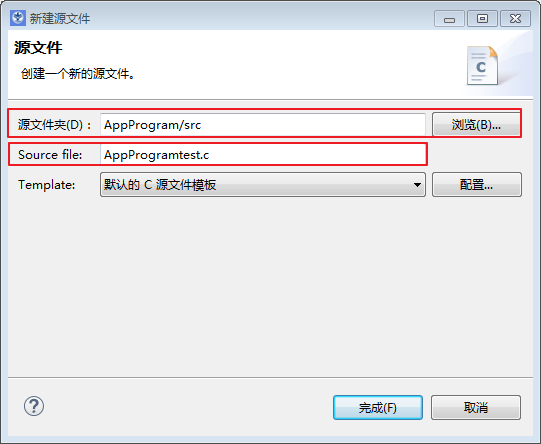 新建源文件
源文件
创建一个新的源文件。
C
源文件夹(D)： AppProgram/src 浏览(B)...
Source file: AppProgramtest.c
Template: 默认的 C 源文件模板 配置...
? 完成(F) 取消